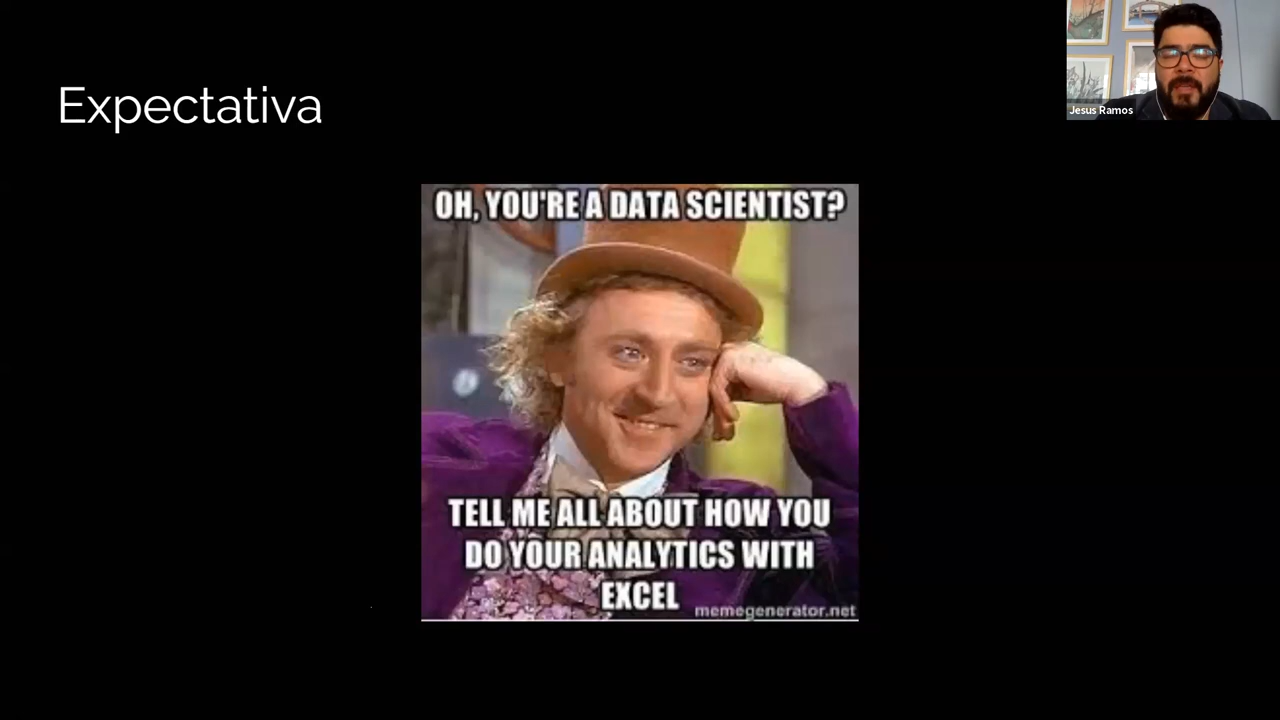 Expectativa
Jesus Ramos
OH, YOU'RE A DATA SCIENTIST?
TELL ME ALL ABOUT HOW YOU
DO YOUR ANALYTICS WITH
EXCEL
memegenerator.net